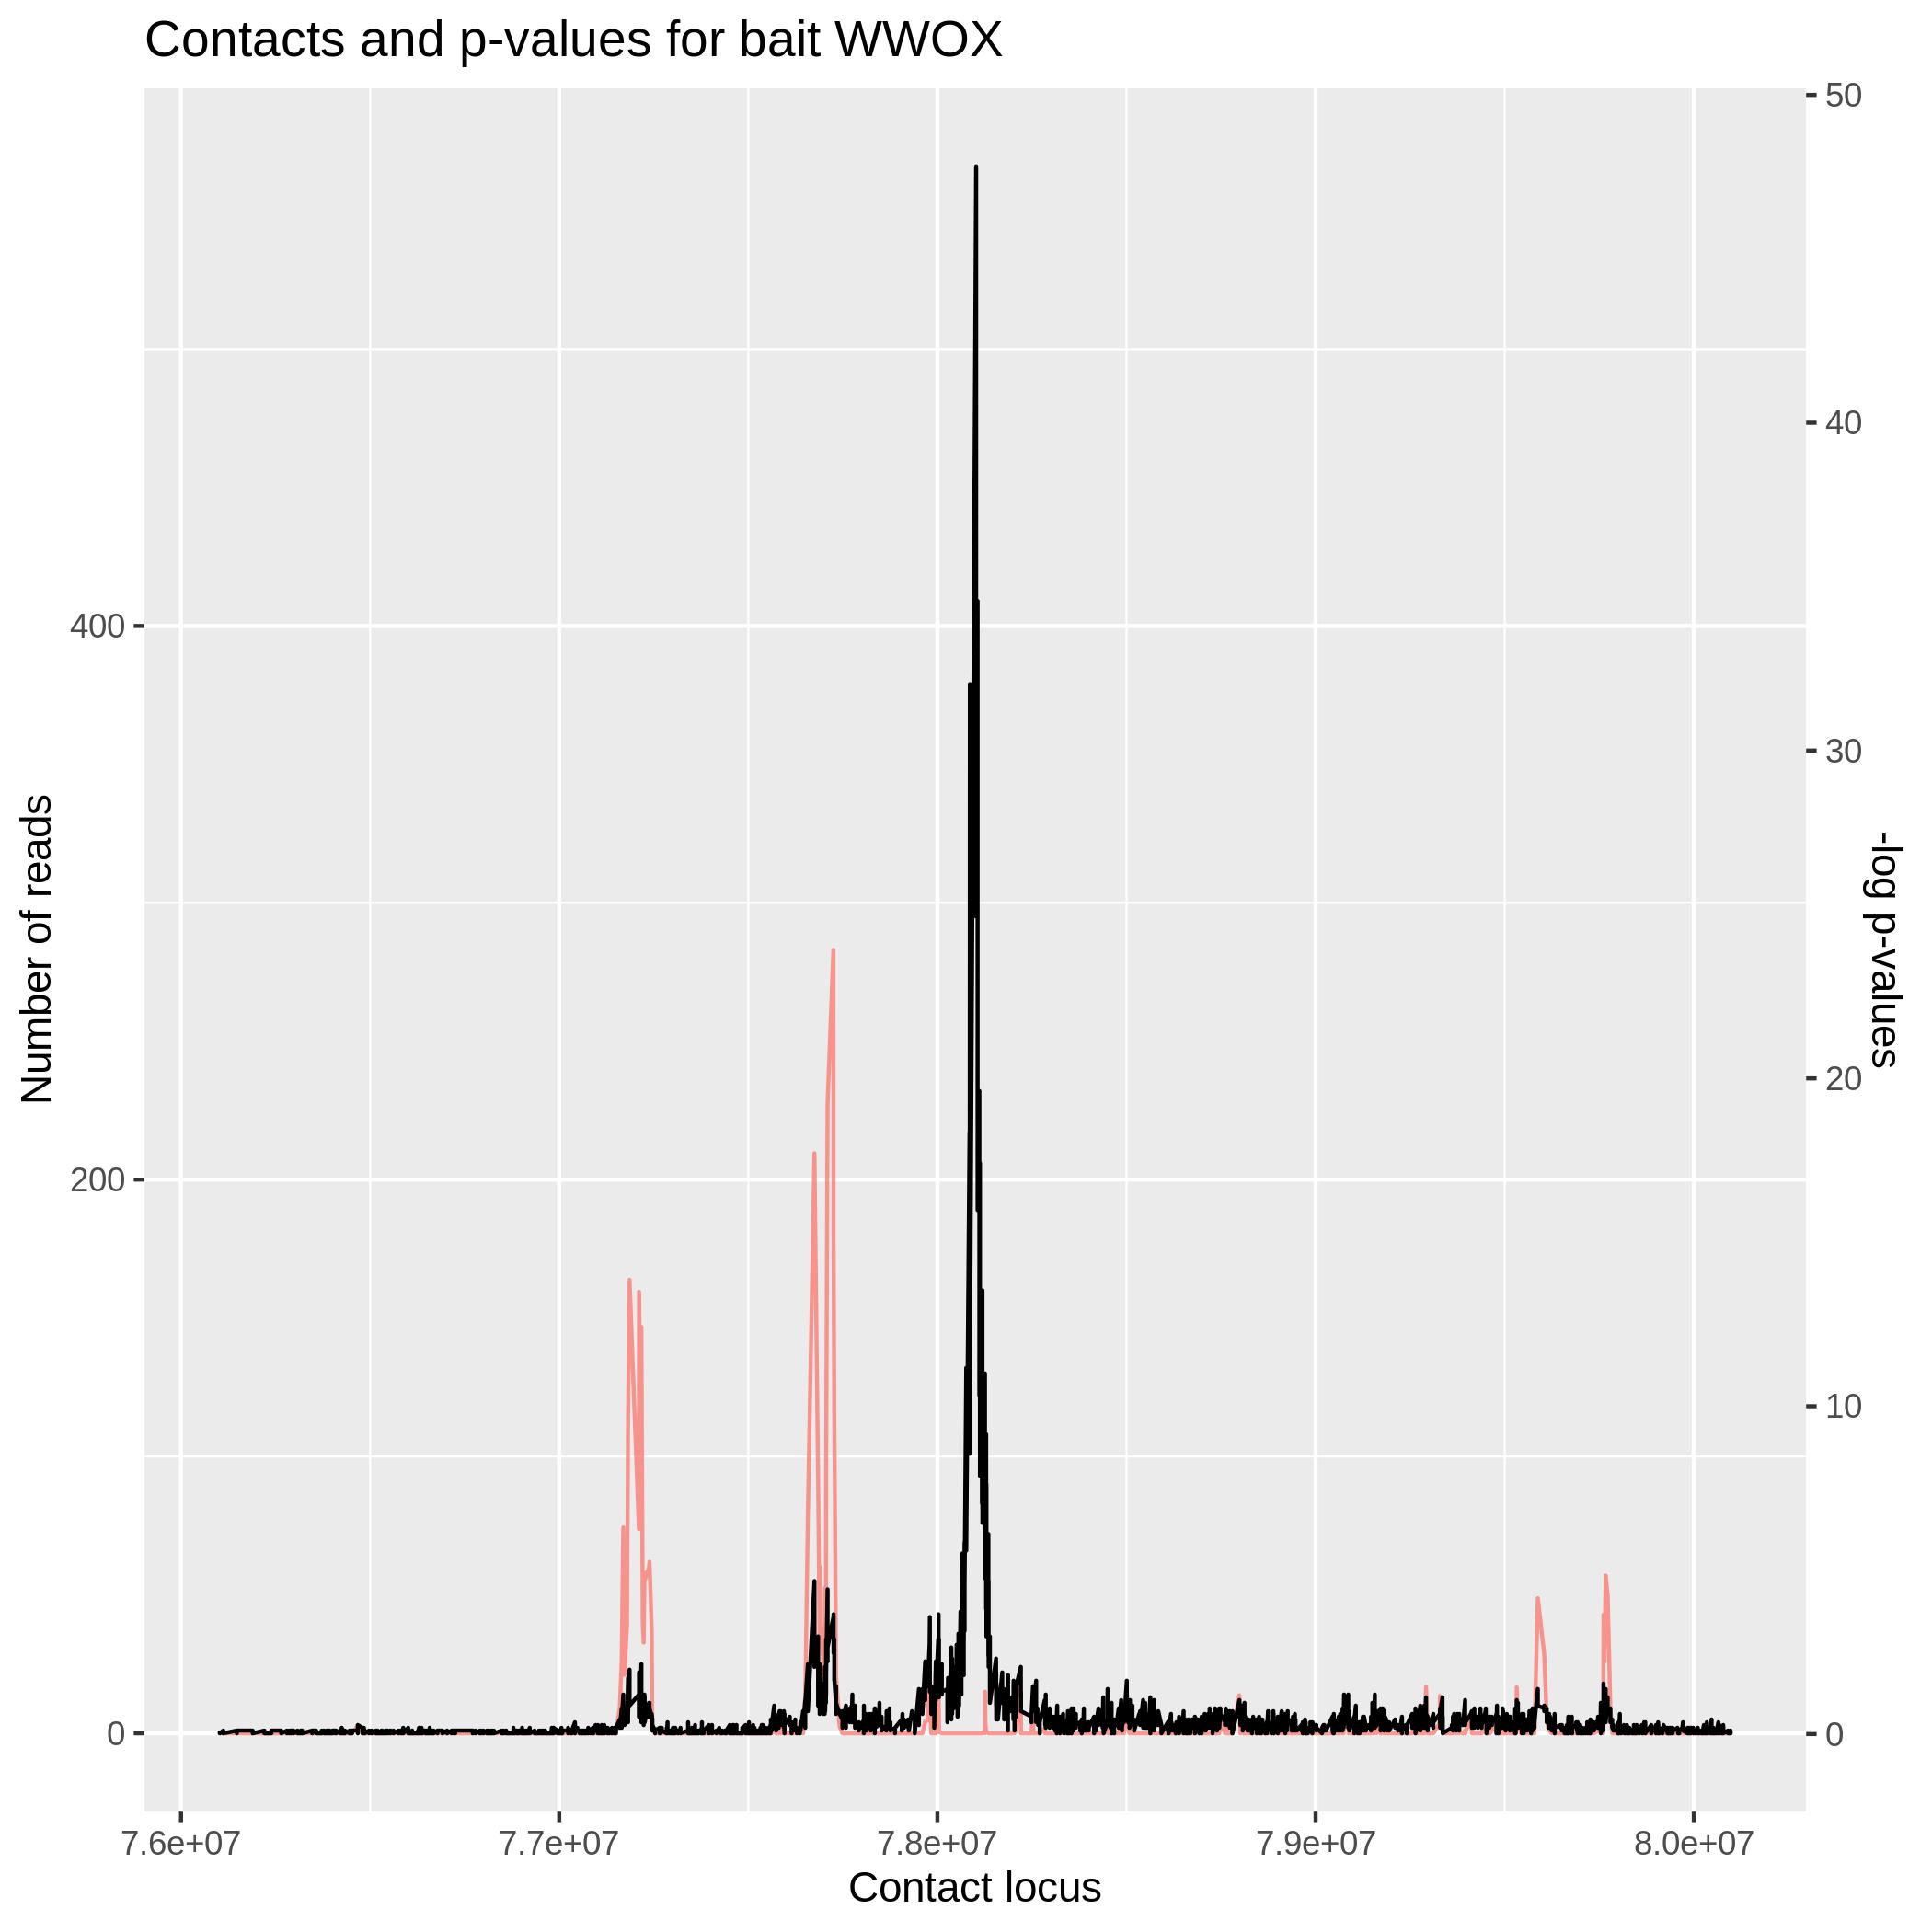 Contacts and p-values for bait WWOX
50
40
400
30
Number of reads
-log p-values
20
200
10
0
0
7.6e+07
7.7e+07
7.8e+07
7.9e+07
8.0e+07
Contact locus